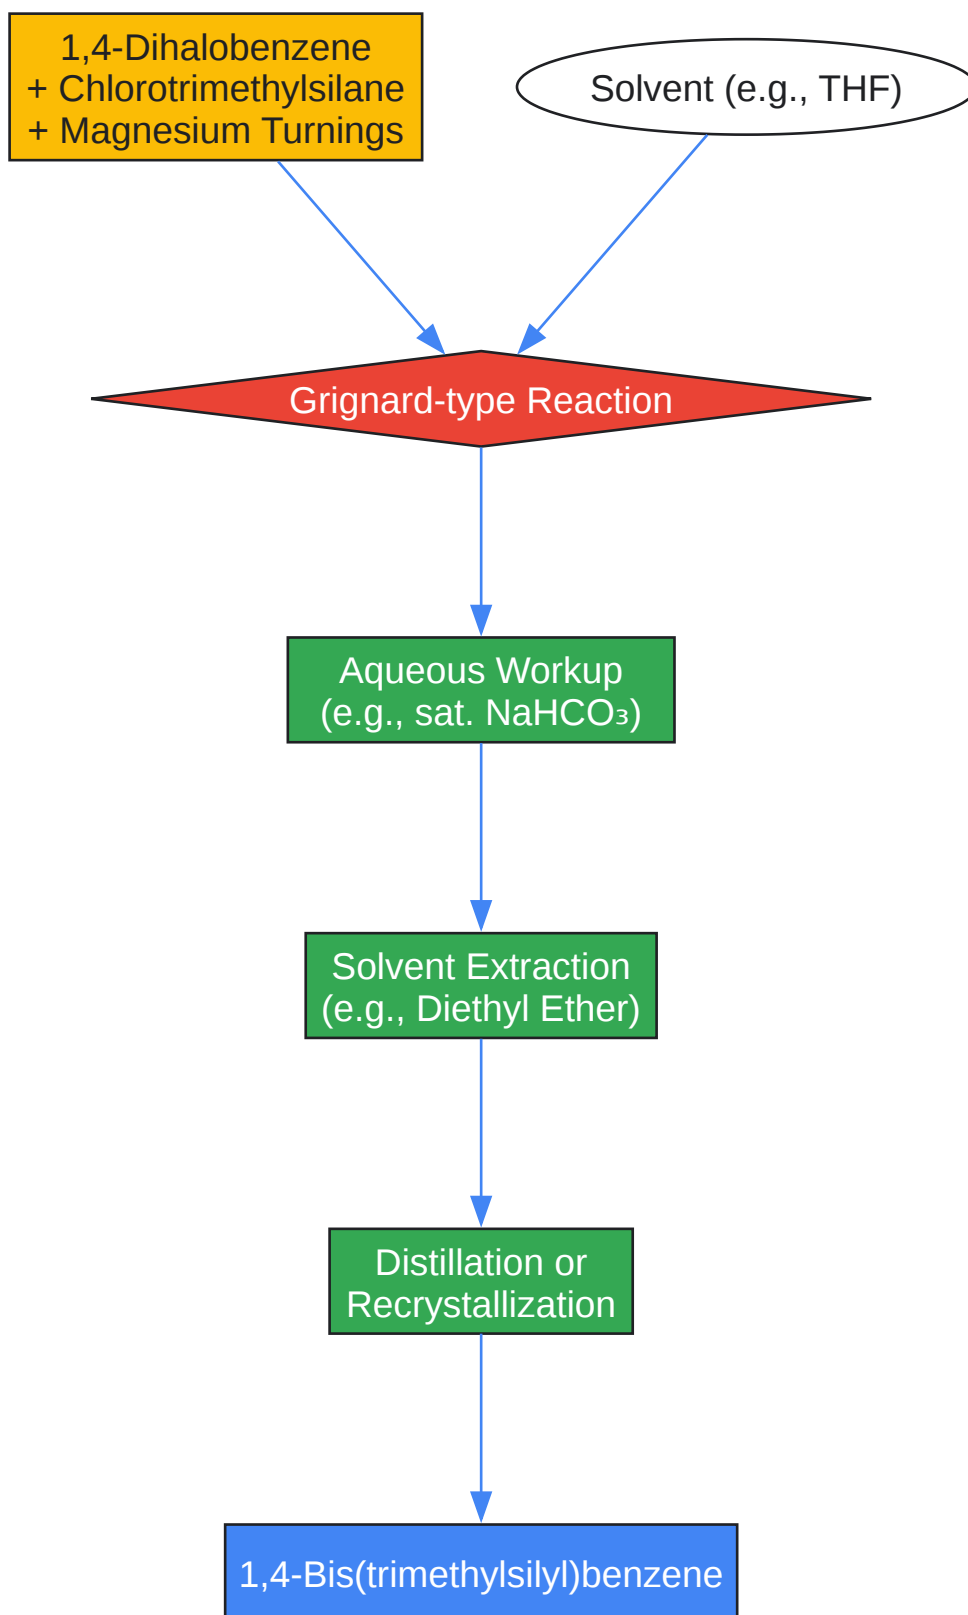 1,4-Dihalobenzene
+ Chlorotrimethylsilane
+ Magnesium Turnings
Solvent (e.g., THF)
Grignard-type Reaction
Aqueous Workup
(e.g., sat. NaHCO₃)
Solvent Extraction
(e.g., Diethyl Ether)
Distillation or
Recrystallization
1,4-Bis(trimethylsilyl)benzene